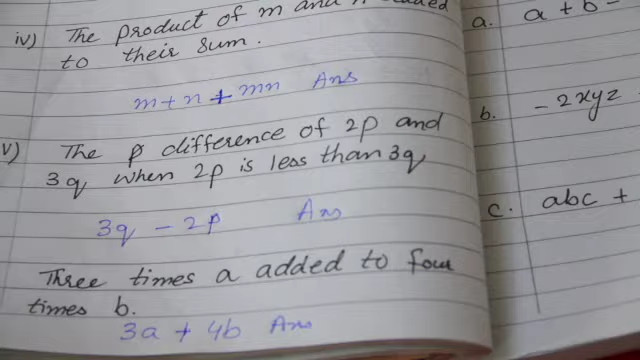 iv) The product of m and n added
to their sum.
m + n + mn Ans
v) The p difference of 2p and
3q when 2p is less than 3q
3q - 2p Ans
Three times a added to four
times b.
3a + 4b Ans
a. a + b -
b. - 2xyz
c. abc +